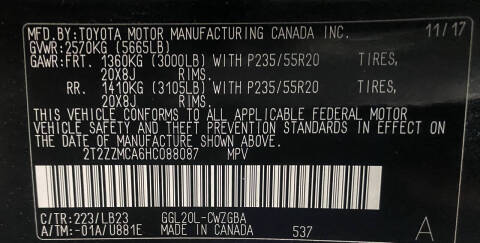 MFD.BY:TOYOTA MOTOR MANUFACTURING CANADA INC. 11/17
GVWR:2570KG (5665LB)
GAWR:FRT. 1360KG (3000LB) WITH P235/55R20 TIRES,
20X8J RIMS.
RR. 1410KG (3105LB) WITH P235/55R20 TIRES,
20X8J RIMS.
THIS VEHICLE CONFORMS TO ALL APPLICABLE FEDERAL MOTOR
VEHICLE SAFETY AND THEFT PREVENTION STANDARDS IN EFFECT ON
THE DATE OF MANUFACTURE SHOWN ABOVE.
2T2ZZMCA6HC088087 MPV
C/TR:223/LB23 GGL20L-CWZGBA
A/TM:-01A/U881E MADE IN CANADA 537 A